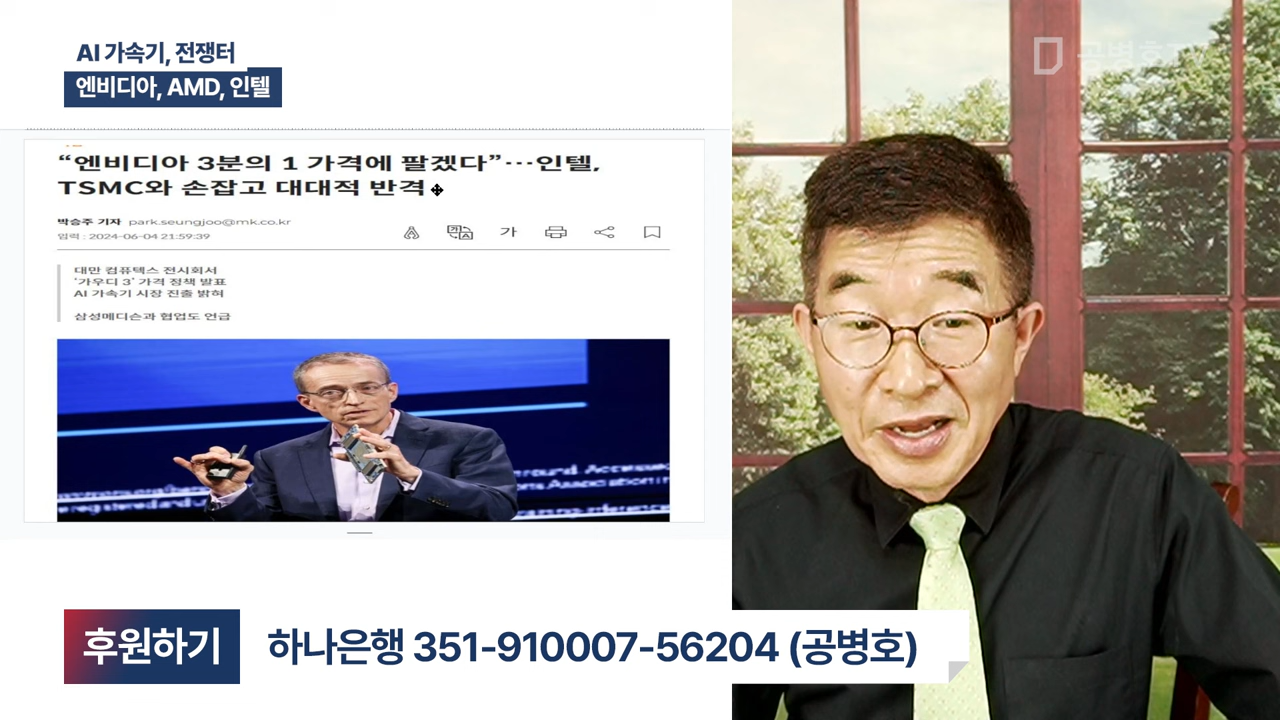 AI 가속기, 전쟁터
엔비디아, AMD, 인텔
“엔비디아 3분의 1 가격에 팔겠다”…인텔,
TSMC와 손잡고 대대적 반격
박승주 기자 park.seungjoo@mk.co.kr
입력 : 2024-06-04 21:59:39
가
대만 컴퓨텍스 전시회서
‘가우디 3’ 가격 정책 발표
AI 가속기 시장 진출 밝혀
삼성메디슨과 협업도 언급
후원하기
하나은행 351-910007-56204 (공병호)